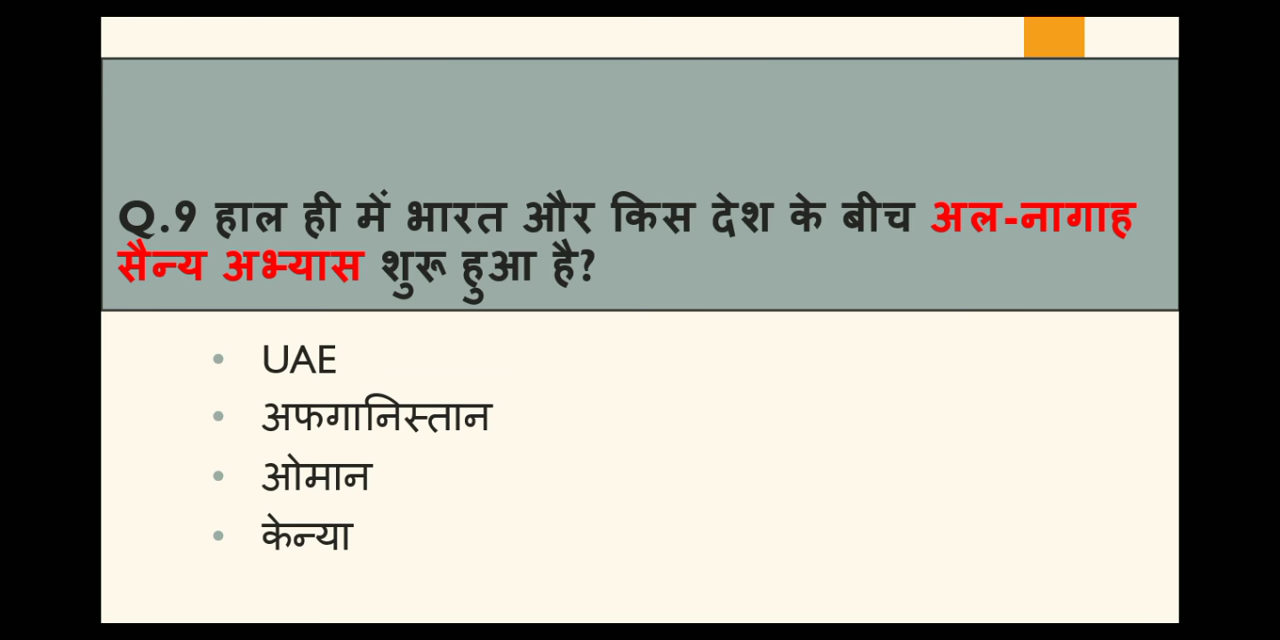 Q.9 हाल ही में भारत और किस देश के बीच अल-नागाह
सैन्य अभ्यास शुरू हुआ है?
• UAE
• अफगानिस्तान
• ओमान
• केन्या